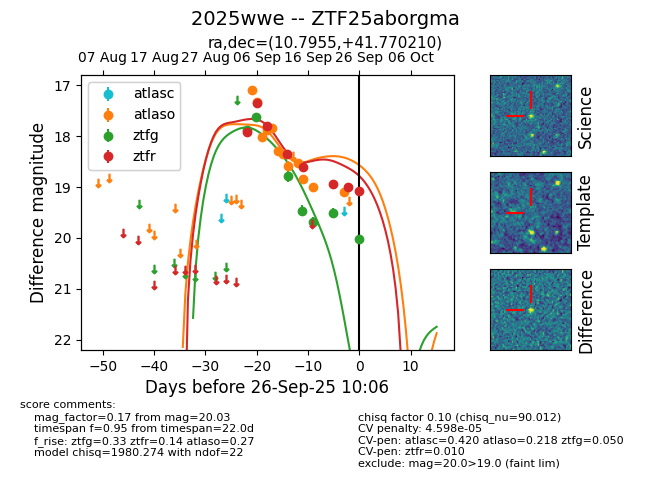 2025wwe -- ZTF25aborgma
ra,dec=(10.7955,+41.770210)
07 Aug 17 Aug 27 Aug 06 Sep 16 Sep 26 Sep 06 Oct
atlasc
atlaso
ztfg
ztfr
17
18
19
20
21
22
Difference magnitude
−50 −40 −30 −20 −10 0 10
Days before 26-Sep-25 10:06
Science
Template
Difference
score comments:
mag_factor=0.17 from mag=20.03
timespan f=0.95 from timespan=22.0d
f_rise: ztfg=0.33 ztfr=0.14 atlaso=0.27
model chisq=1980.274 with ndof=22
chisq factor 0.10 (chisq_nu=90.012)
CV penalty: 4.598e-05
CV-pen: atlasc=0.420 atlaso=0.218 ztfg=0.050
CV-pen: ztfr=0.010
exclude: mag=20.0>19.0 (faint lim)